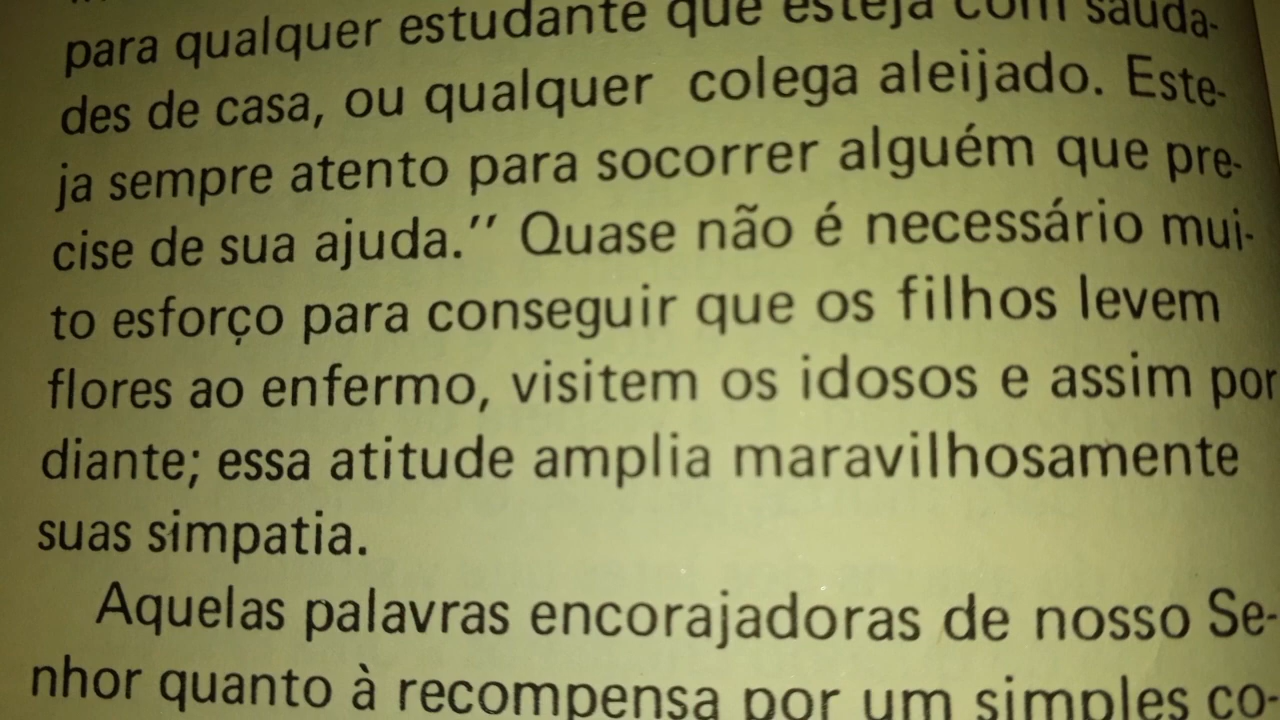 para qualquer estudante que esteja com sauda-
des de casa, ou qualquer colega aleijado. Este-
ja sempre atento para socorrer alguém que pre-
cise de sua ajuda.” Quase não é necessário mui-
to esforço para conseguir que os filhos levem
flores ao enfermo, visitem os idosos e assim por
diante; essa atitude amplia maravilhosamente
suas simpatia.
Aquelas palavras encorajadoras de nosso Se-
nhor quanto à recompensa por um simples co-